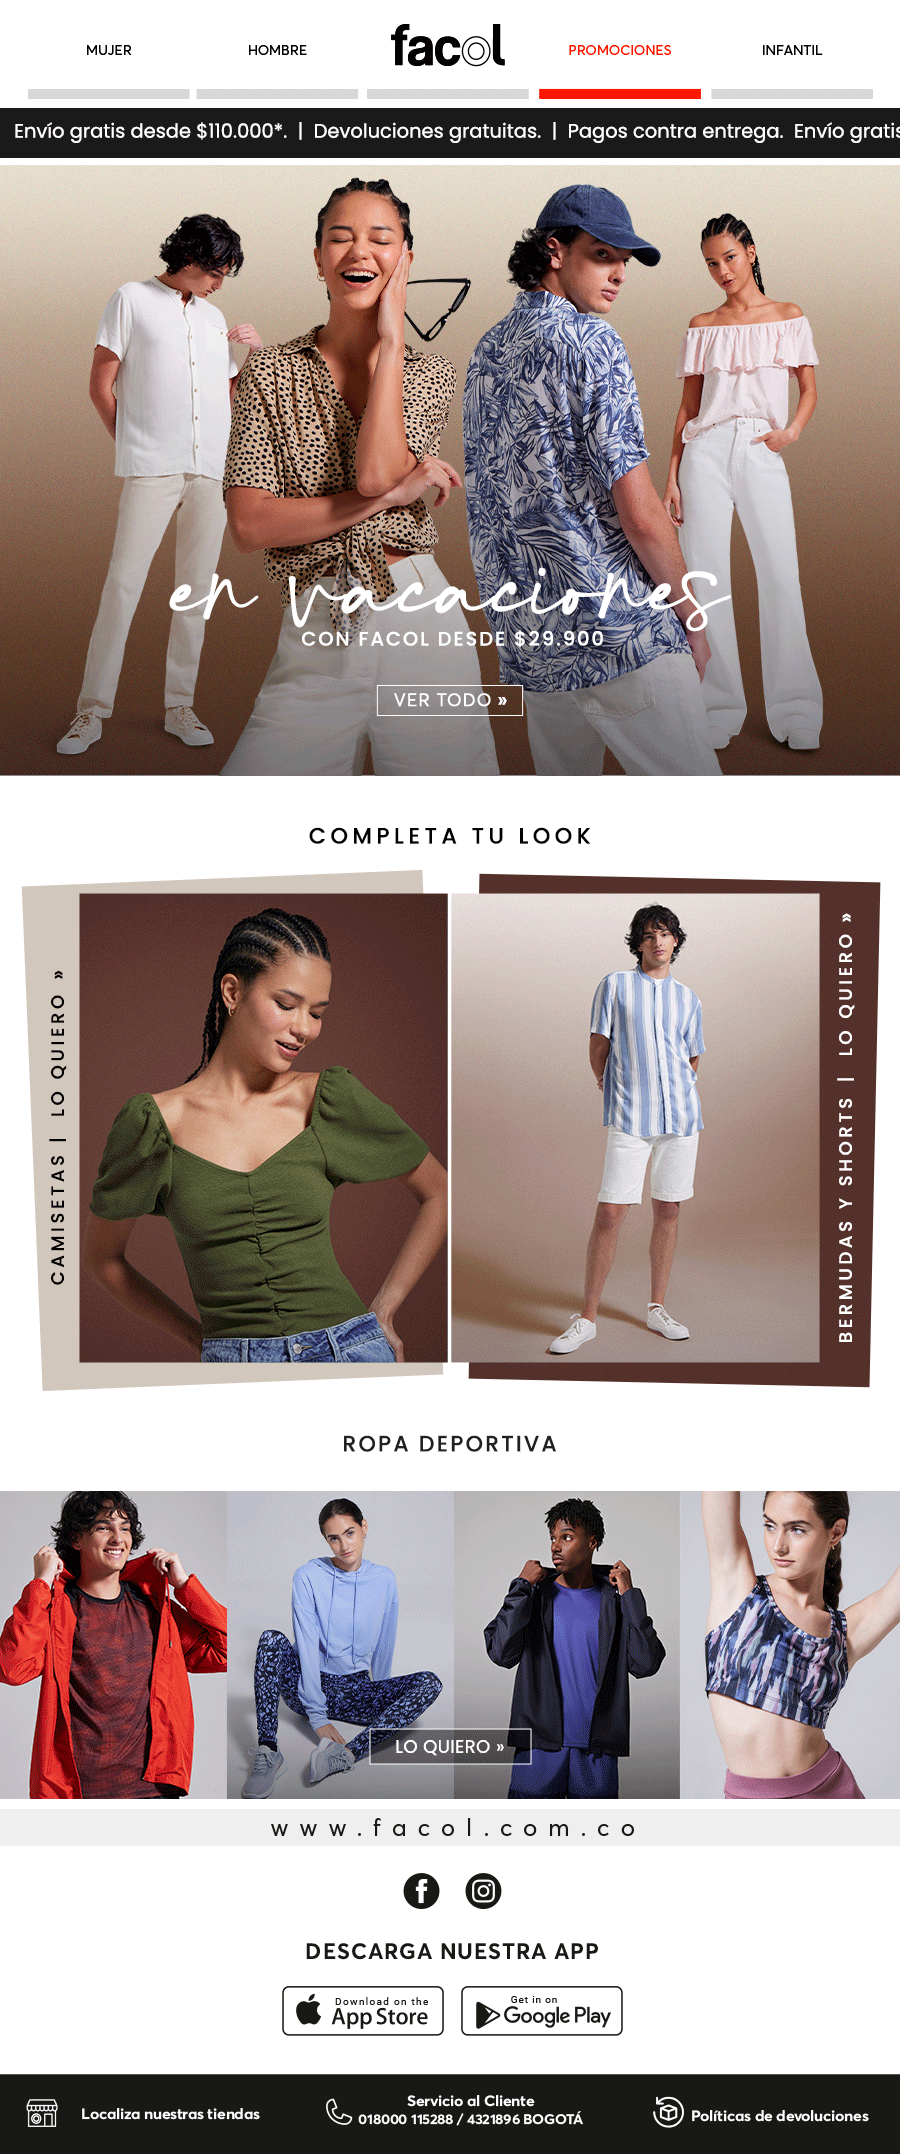 MUJER
HOMBRE
facol
PROMOCIONES
INFANTIL
Envío gratis desde $110.000*. | Devoluciones gratuitas. | Pagos contra entrega. Envío gratis
en vacaciones
CON FACOL DESDE $29.900
VER TODO »
COMPLETA TU LOOK
CAMISETAS | LO QUIERO »
BERMUDAS Y SHORTS | LO QUIERO »
ROPA DEPORTIVA
LO QUIERO »
www.facol.com.co
DESCARGA NUESTRA APP
Download on the
App Store
Get in on
Google Play
Localiza nuestras tiendas
Servicio al Cliente
018000 115288 / 4321896 BOGOTÁ
Políticas de devoluciones